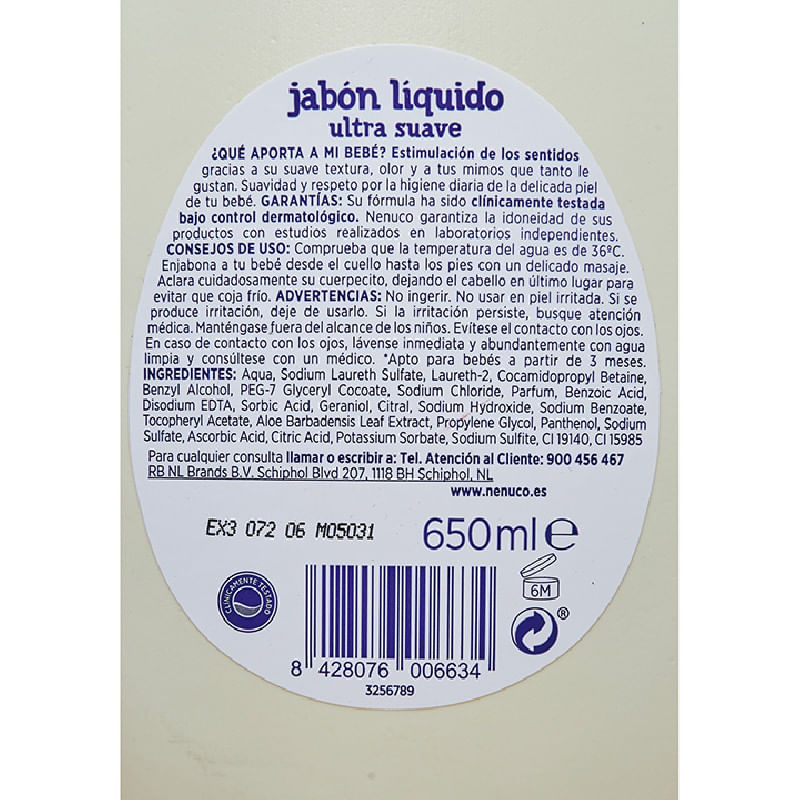 jabón líquido
ultra suave
¿QUÉ APORTA A MI BEBÉ? Estimulación de los sentidos
gracias a su suave textura, olor y a tus mimos que tanto le
gustan. Suavidad y respeto por la higiene diaria de la delicada piel
de tu bebé. GARANTÍAS: Su fórmula ha sido clínicamente testada
bajo control dermatológico. Nenuco garantiza la idoneidad de sus
productos con estudios realizados en laboratorios independientes.
CONSEJOS DE USO: Comprueba que la temperatura del agua es de 36ºC.
Enjabona a tu bebé desde el cuello hasta los pies con un delicado masaje.
Aclara cuidadosamente su cuerpecito, dejando el cabello en último lugar para
evitar que coja frío. ADVERTENCIAS: No ingerir. No usar en piel irritada. Si se
produce irritación, deje de usarlo. Si la irritación persiste, busque atención
médica. Manténgase fuera del alcance de los niños. Evítese el contacto con los ojos.
En caso de contacto con los ojos, lávense inmediata y abundantemente con agua
limpia y consúltese con un médico. *Apto para bebés a partir de 3 meses.
INGREDIENTES: Aqua, Sodium Laureth Sulfate, Laureth-2, Cocamidopropyl Betaine,
Benzyl Alcohol, PEG-7 Glyceryl Cocoate, Sodium Chloride, Parfum, Benzoic Acid,
Disodium EDTA, Sorbic Acid, Geraniol, Citral, Sodium Hydroxide, Sodium Benzoate,
Tocopheryl Acetate, Aloe Barbadensis Leaf Extract, Propylene Glycol, Panthenol, Sodium
Sulfate, Ascorbic Acid, Citric Acid, Potassium Sorbate, Sodium Sulfite, CI 19140, CI 15985
Para cualquier consulta llamar o escribir a: Tel. Atención al Cliente: 900 456 467
RB NL Brands B.V. Schiphol Blvd 207, 1118 BH Schiphol, NL
www.nenuco.es
EX3 072 06 M05031
650ml e
6M
CLINICAMENTE TESTADO
®
8 428076 006634
3256789